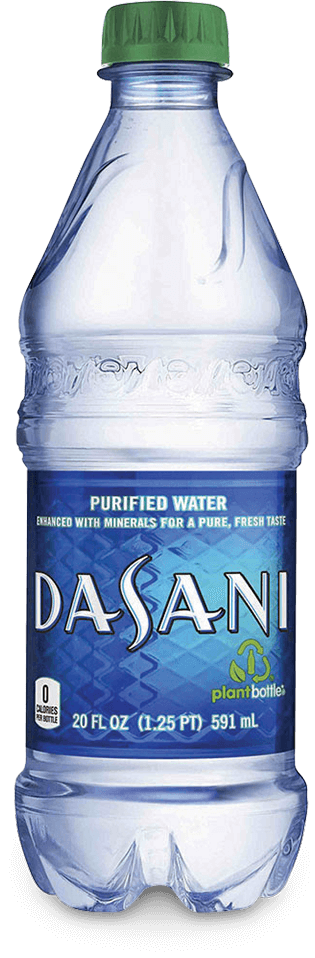 PURIFIED WATER
ENHANCED WITH MINERALS FOR A PURE, FRESH TASTE
DASANI
plantbottle™
0
CALORIES
PER BOTTLE
20 FL OZ (1.25 PT) 591 mL